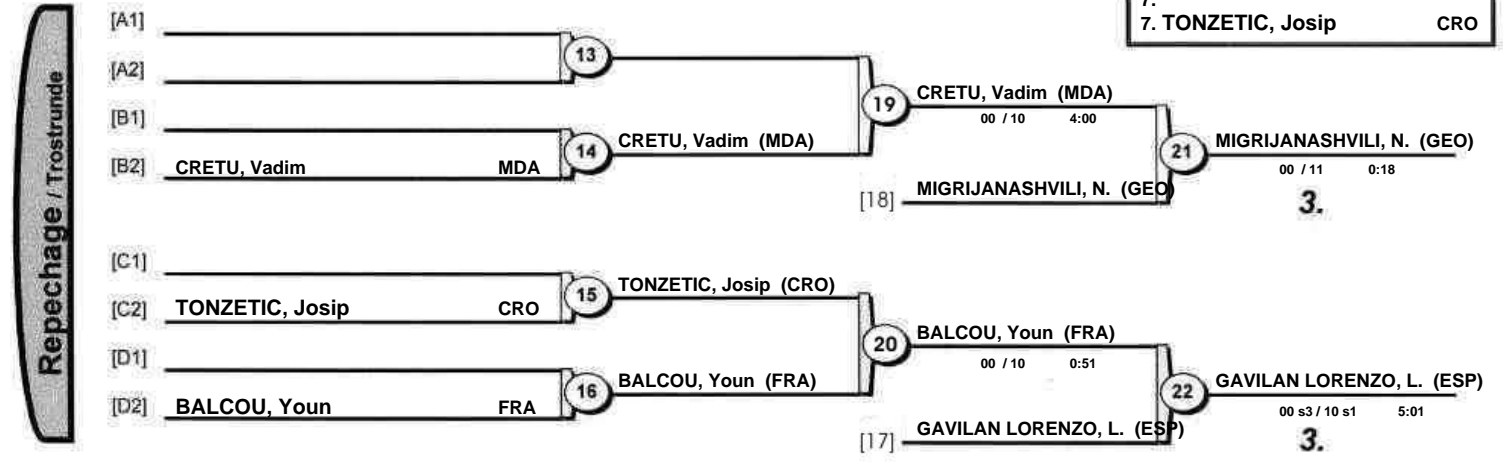 7.
7. TONZETIC, Josip CRO
Repechage / Trostrunde
[A1]
13
[A2]
19
CRETU, Vadim (MDA)
00 / 10 4:00
[B1]
14
CRETU, Vadim (MDA)
[B2] CRETU, Vadim MDA
21
MIGRIJANASHVILI, N. (GEO)
00 / 11 0:18
[18] MIGRIJANASHVILI, N. (GEO)
3.
[C1]
15
TONZETIC, Josip (CRO)
[C2] TONZETIC, Josip CRO
20
BALCOU, Youn (FRA)
00 / 10 0:51
[D1]
16
BALCOU, Youn (FRA)
[D2] BALCOU, Youn FRA
22
GAVILAN LORENZO, L. (ESP)
00 s3 / 10 s1 5:01
[17] GAVILAN LORENZO, L. (ESP)
3.